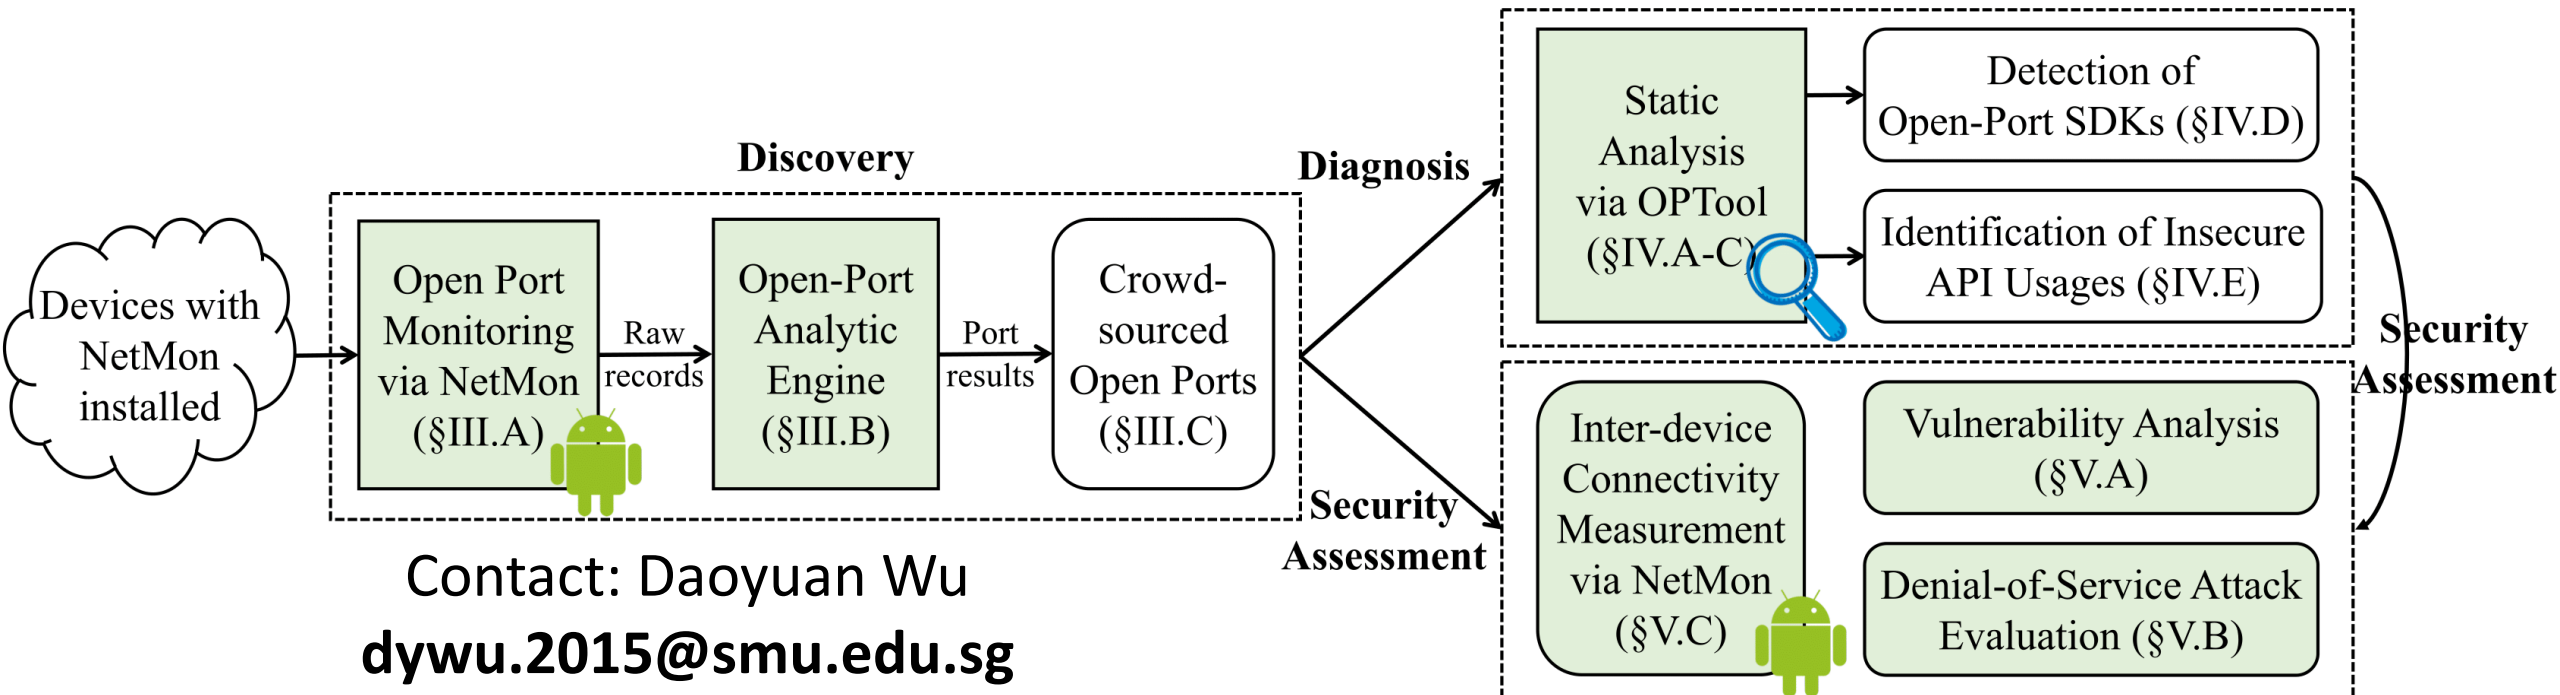 Discovery
Devices with
NetMon
installed
Open Port
Monitoring
via NetMon
(§III.A)
Raw
records
Open-Port
Analytic
Engine
(§III.B)
Port
results
Crowd-
sourced
Open Ports
(§III.C)
Diagnosis
Static
Analysis
via OPTool
(§IV.A-C)
Detection of
Open-Port SDKs (§IV.D)
Identification of Insecure
API Usages (§IV.E)
Security
Assessment
Security
Assessment
Inter-device
Connectivity
Measurement
via NetMon
(§V.C)
Vulnerability Analysis
(§V.A)
Denial-of-Service Attack
Evaluation (§V.B)
Contact: Daoyuan Wu
dywu.2015@smu.edu.sg